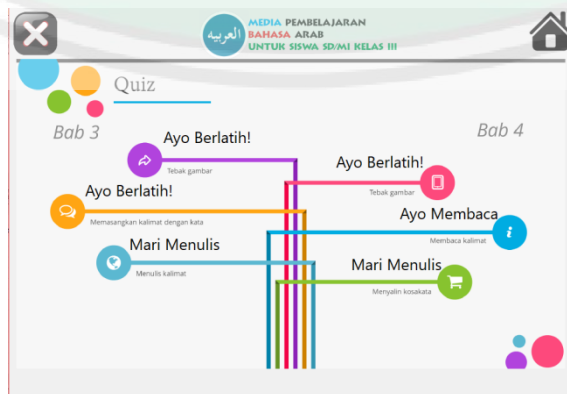 العربية
MEDIA PEMBELAJARAN
BAHASA ARAB
UNTUK SISWA SD/MI KELAS III
Quiz
Bab 3
Ayo Berlatih!
Tebak gambar
Ayo Berlatih!
Memasangkan kalimat dengan kata
Mari Menulis
Menulis kalimat
Bab 4
Ayo Berlatih!
Tebak gambar
Ayo Membaca
Membaca kalimat
Mari Menulis
Menyalin kosakata